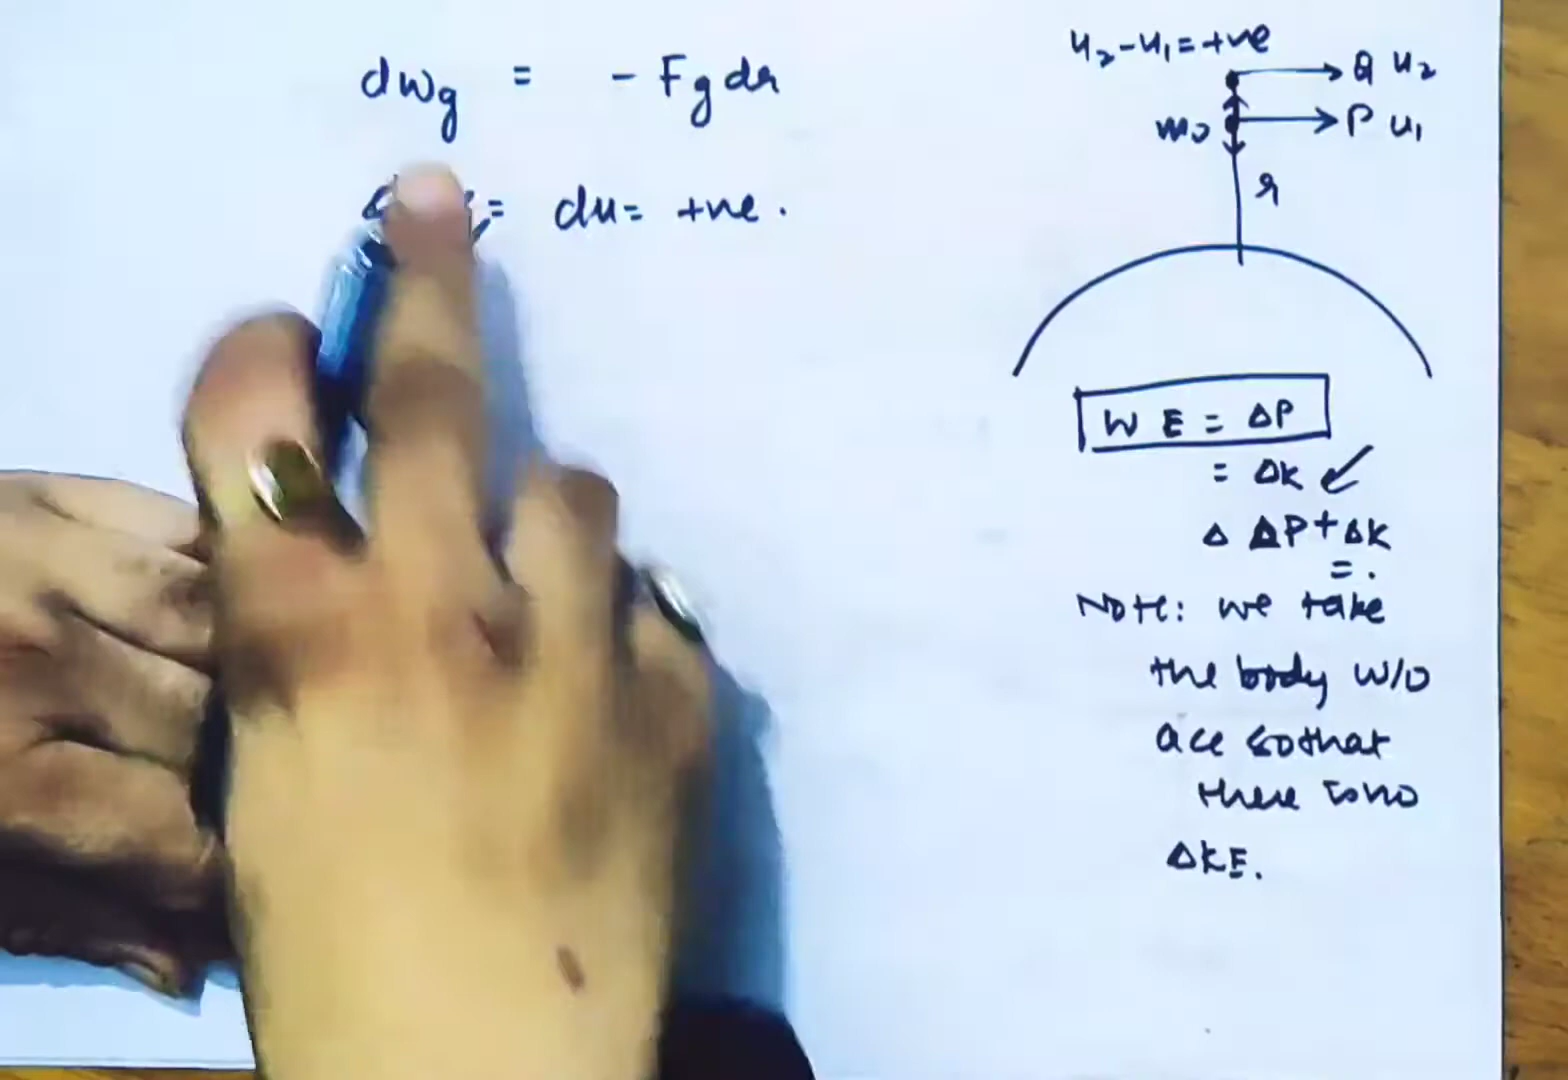 dwg = - Fg dr
= du = +ve.
u2 - u1 = +ve
Q u2
m0 P u1
r
W E = ΔP
= ΔK ✓
Δ ΔP + ΔK
= .
Note: we take
the body w/o
acc so that
there is no
ΔKE.